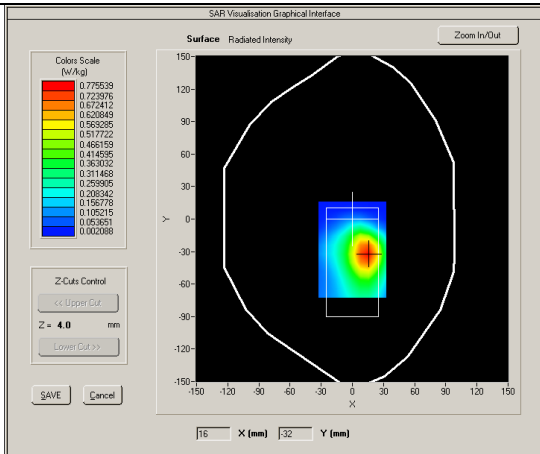 SAR Visualisation Graphical Interface
Surface Radiated Intensity
Zoom In/Out
Colors Scale
(W/kg)
0.775539
0.723976
0.672412
0.620849
0.569285
0.517722
0.466159
0.414595
0.363032
0.311468
0.259905
0.208342
0.156778
0.105215
0.053651
0.002088
Z-Cuts Control
<< Upper Cut
Z = 4.0 mm
Lower Cut >>
SAVE
Cancel
150
120
90
60
30
0
-30
-60
-90
-120
-150
Y
-150 -120 -90 -60 -30 0 30 60 90 120 150
X
16 X (mm) -32 Y (mm)